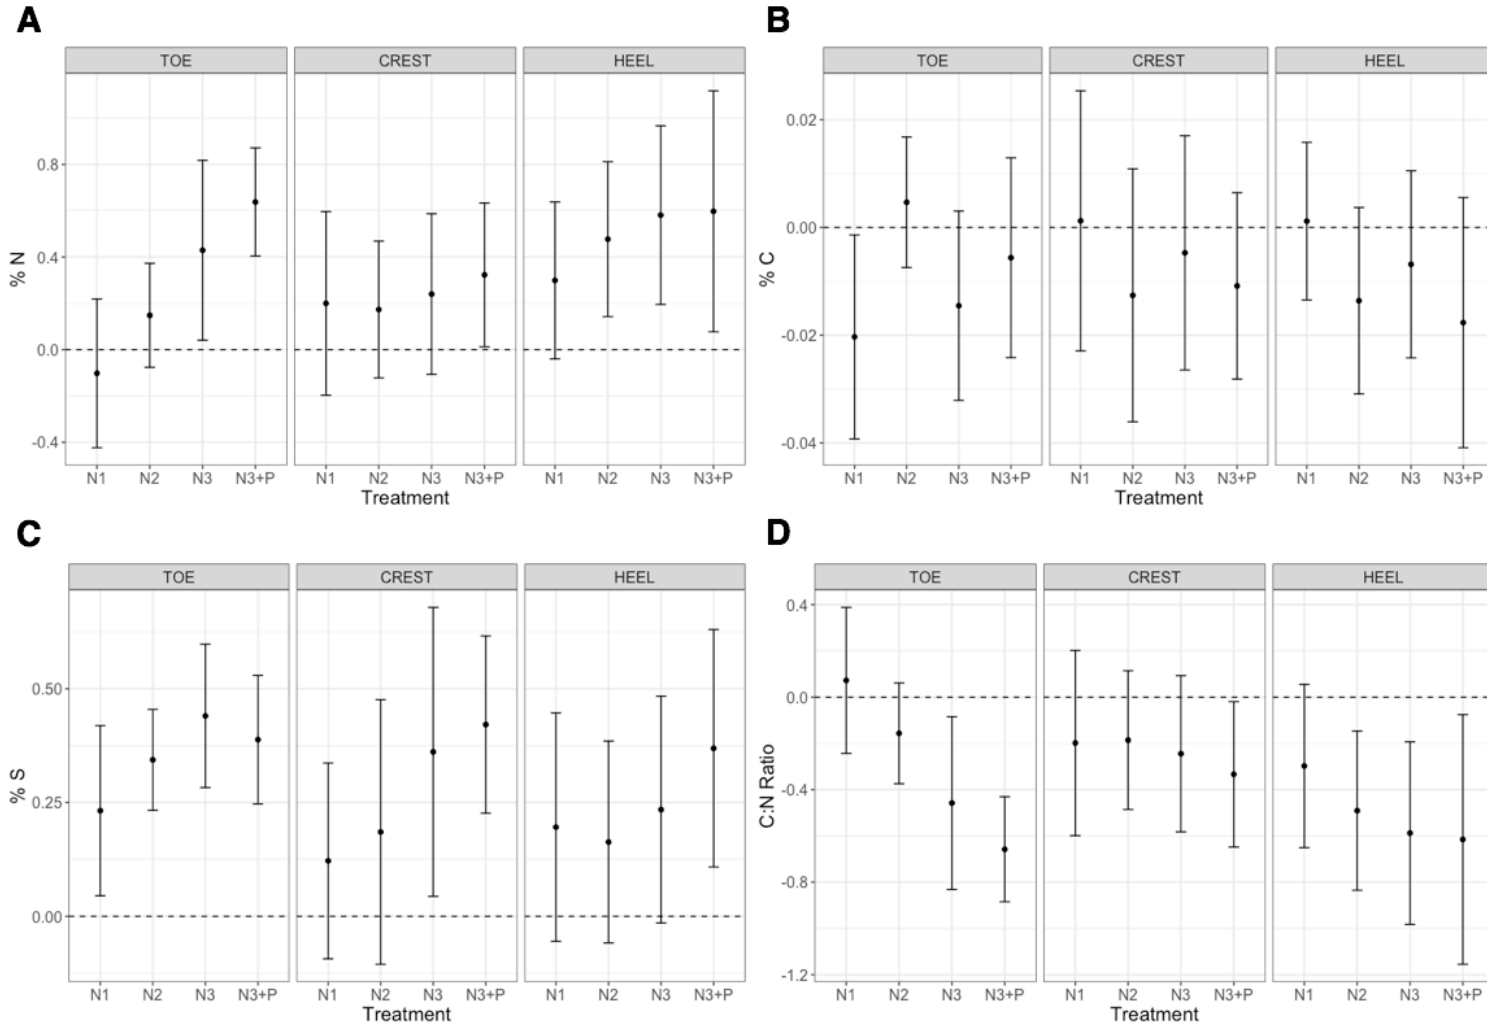 A
TOE CREST HEEL
% N
0.8
0.4
0.0
-0.4
N1 N2 N3 N3+P N1 N2 N3 N3+P N1 N2 N3 N3+P
Treatment
B
TOE CREST HEEL
% C
0.02
0.00
-0.02
-0.04
N1 N2 N3 N3+P N1 N2 N3 N3+P N1 N2 N3 N3+P
Treatment
C
TOE CREST HEEL
% S
0.50
0.25
0.00
N1 N2 N3 N3+P N1 N2 N3 N3+P N1 N2 N3 N3+P
Treatment
D
TOE CREST HEEL
C:N Ratio
0.4
0.0
-0.4
-0.8
-1.2
N1 N2 N3 N3+P N1 N2 N3 N3+P N1 N2 N3 N3+P
Treatment